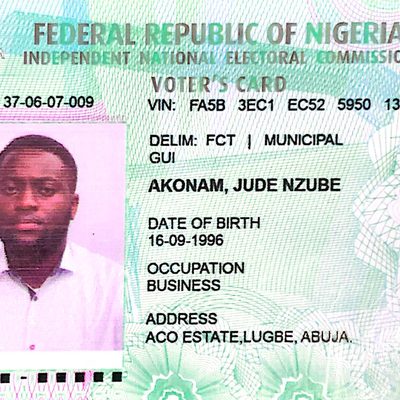 FEDERAL REPUBLIC OF NIGERIA
INDEPENDENT NATIONAL ELECTORAL COMMISSION
VOTER'S CARD
37-06-07-009
VIN: FA5B 3EC1 EC52 5950 13
DELIM: FCT | MUNICIPAL
GUI
AKONAM, JUDE NZUBE
DATE OF BIRTH
16-09-1996
OCCUPATION
BUSINESS
ADDRESS
ACO ESTATE,LUGBE, ABUJA.